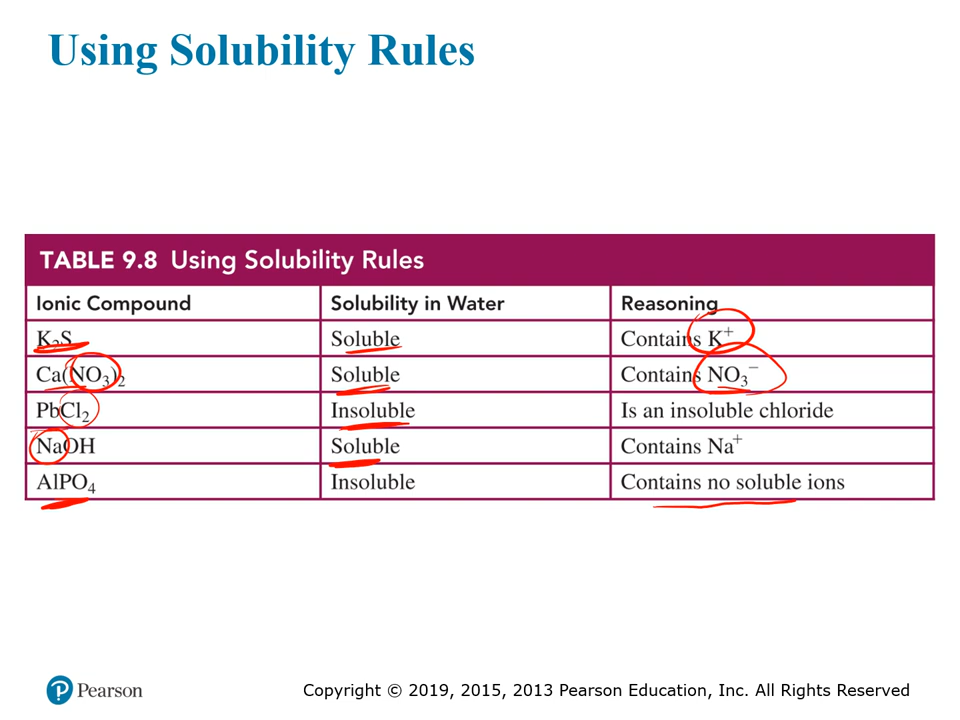 Using Solubility Rules
TABLE 9.8 Using Solubility Rules
Ionic Compound Solubility in Water Reasoning
K₂S Soluble Contains K⁺
Ca(NO₃)₂ Soluble Contains NO₃⁻
PbCl₂ Insoluble Is an insoluble chloride
NaOH Soluble Contains Na⁺
AlPO₄ Insoluble Contains no soluble ions
Pearson
Copyright © 2019, 2015, 2013 Pearson Education, Inc. All Rights Reserved